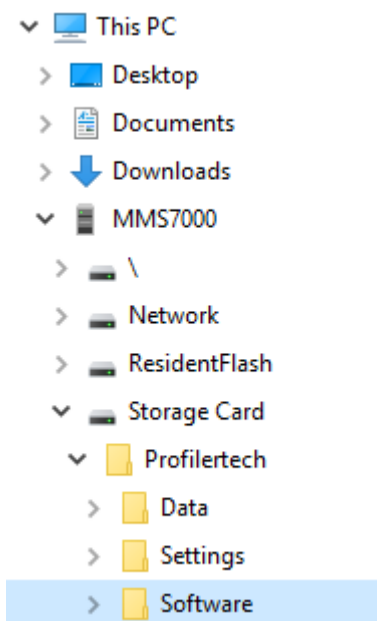 This PC
Desktop
Documents
Downloads
MMS7000
\
Network
ResidentFlash
Storage Card
Profilertech
Data
Settings
Software